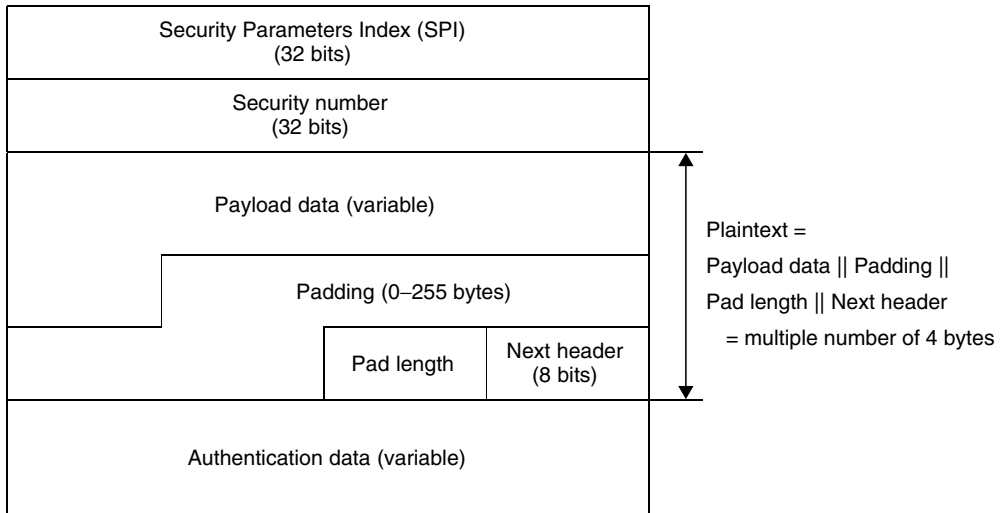 Security Parameters Index (SPI)
(32 bits)
Security number
(32 bits)
Payload data (variable)
Padding (0–255 bytes)
Pad length
Next header
(8 bits)
Authentication data (variable)
Plaintext =
Payload data || Padding ||
Pad length || Next header
= multiple number of 4 bytes